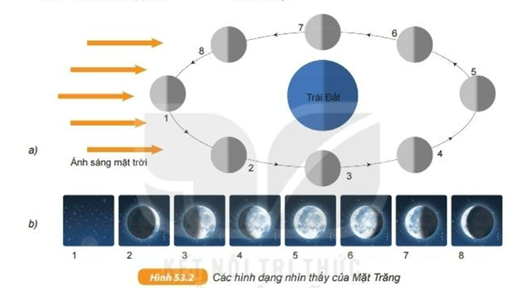 7
8
6
Trái Đất
5
1
a)
Ánh sáng mặt trời
2
3
4
b)
1 2 3 4 5 6 7 8
KẾT NỐI TRI THỨC
Hình 53.2 Các hình dạng nhìn thấy của Mặt Trăng